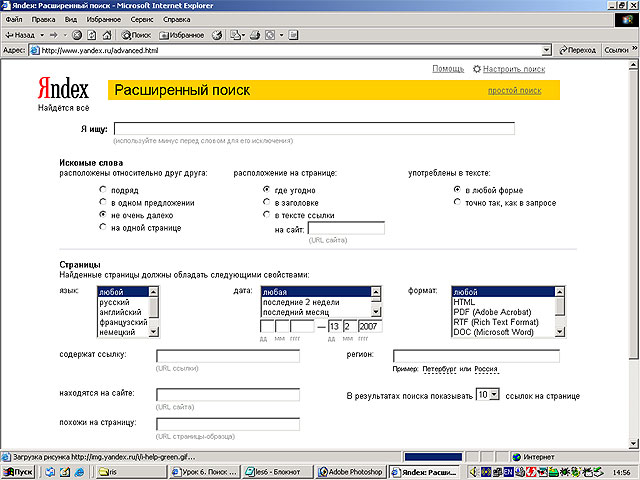 Яndex: Расширенный поиск - Microsoft Internet Explorer
Файл Правка Вид Избранное Сервис Справка
Назад Поиск Избранное
Адрес: http://www.yandex.ru/advanced.html Переход Ссылки »
Помощь Настроить поиск
Яndex
Найдётся всё
Расширенный поиск простой поиск
Я ищу:
(используйте минус перед словом для его исключения)
Искомые слова
расположены относительно друг друга: расположение на странице: употреблены в тексте:
подряд где угодно в любой форме
в одном предложении в заголовке точно так, как в запросе
не очень далеко в тексте ссылки
на одной странице на сайт:
(URL сайта)
Страницы
Найденные страницы должны обладать следующими свойствами:
язык: любой дата: любая формат: любой
русский последние 2 недели HTML
английский последний месяц PDF (Adobe Acrobat)
французский — 13 2 2007 RTF (Rich Text Format)
немецкий дд мм гггг дд мм гггг DOC (Microsoft Word)
содержат ссылку: регион:
(URL ссылки) Пример: Петербург или Россия
находятся на сайте: В результатах поиска показывать 10 ссылок на странице
(URL сайта)
похожи на страницу:
(URL страницы-образца)
Загрузка рисунка http://img.yandex.ru/i/i-help-green.gif... Интернет
Пуск ris Урок 6. Поиск ... les6 - Блокнот Adobe Photoshop Яndex: Расши... 14:56